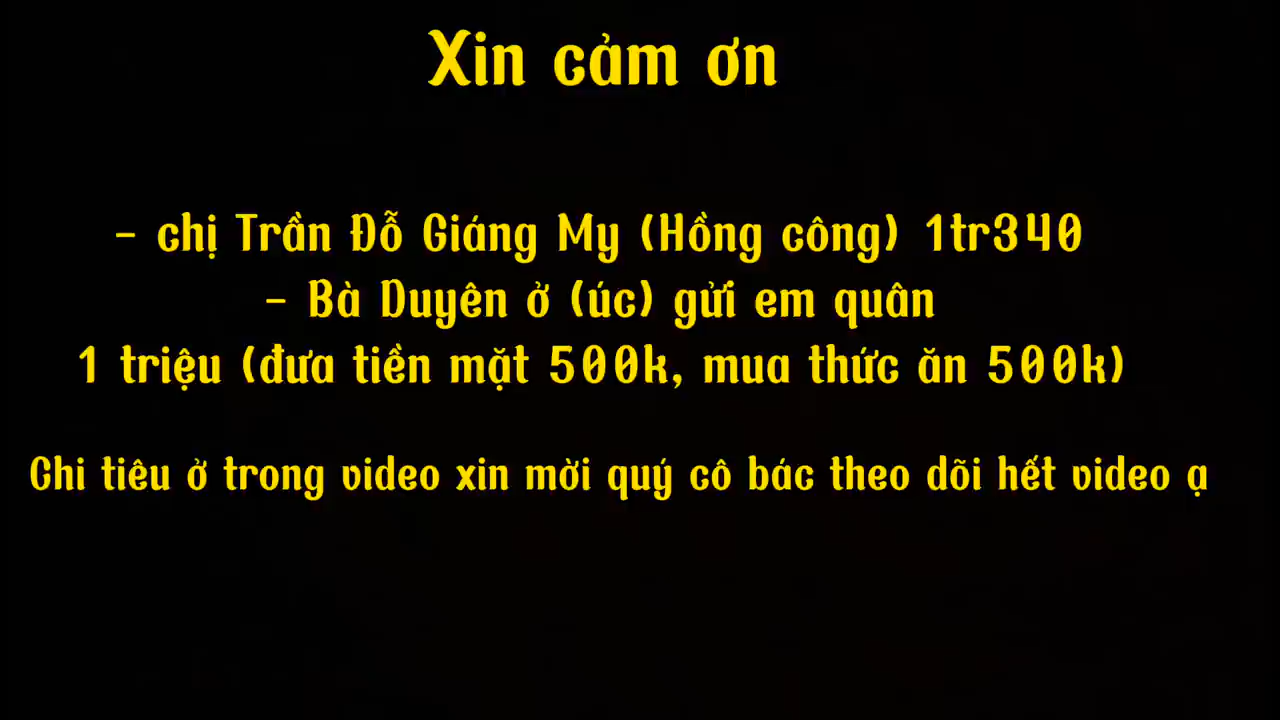 Xin cảm ơn
- chị Trần Đỗ Giáng My (Hồng công) 1tr340
- Bà Duyên ở (úc) gửi em quân
1 triệu (đưa tiền mặt 500k, mua thức ăn 500k)
Chi tiêu ở trong video xin mời quý cô bác theo dõi hết video ạ